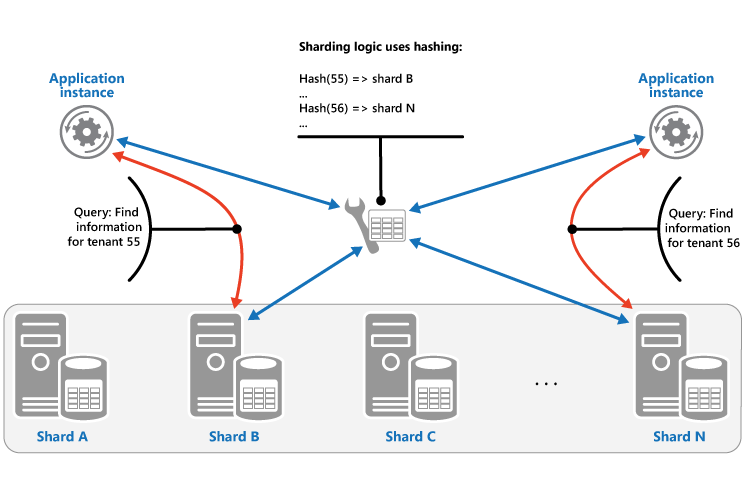 Sharding logic uses hashing:
Hash(55) => shard B
...
Hash(56) => shard N
...
Application
instance
Application
instance
Query: Find
information
for tenant 55
Query: Find
information
for tenant 56
...
Shard A
Shard B
Shard C
Shard N